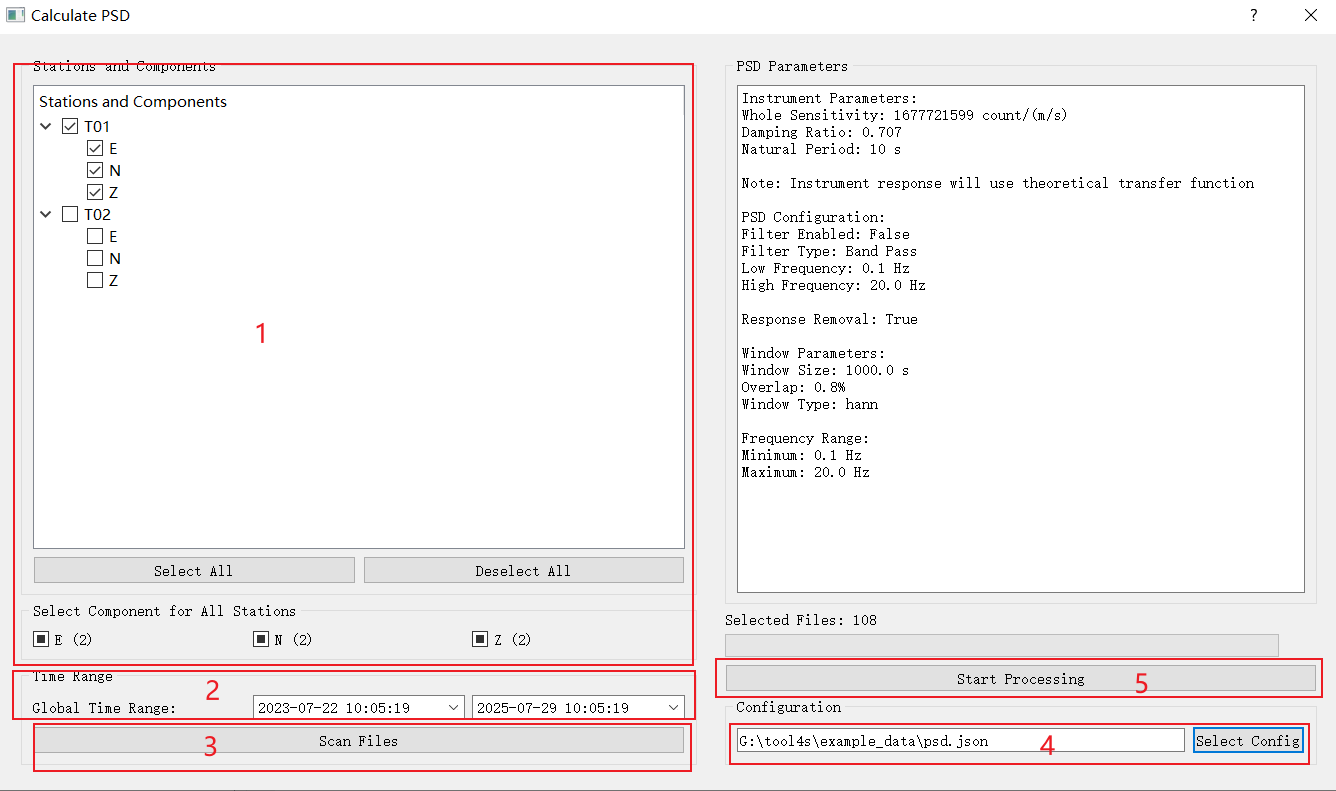 Calculate PSD
?
Stations and Components
Stations and Components
T01
E
N
Z
T02
E
N
Z
1
Select All
Deselect All
Select Component for All Stations
E (2)
N (2)
Z (2)
Time Range
2
Global Time Range:
2023-07-22 10:05:19
2025-07-29 10:05:19
Scan Files
3
PSD Parameters
Instrument Parameters:
Whole Sensitivity: 1677721599 count/(m/s)
Damping Ratio: 0.707
Natural Period: 10 s
Note: Instrument response will use theoretical transfer function
PSD Configuration:
Filter Enabled: False
Filter Type: Band Pass
Low Frequency: 0.1 Hz
High Frequency: 20.0 Hz
Response Removal: True
Window Parameters:
Window Size: 1000.0 s
Overlap: 0.8%
Window Type: hann
Frequency Range:
Minimum: 0.1 Hz
Maximum: 20.0 Hz
Selected Files: 108
Start Processing
5
Configuration
G:\tool4s\example_data\psd.json
4
Select Config